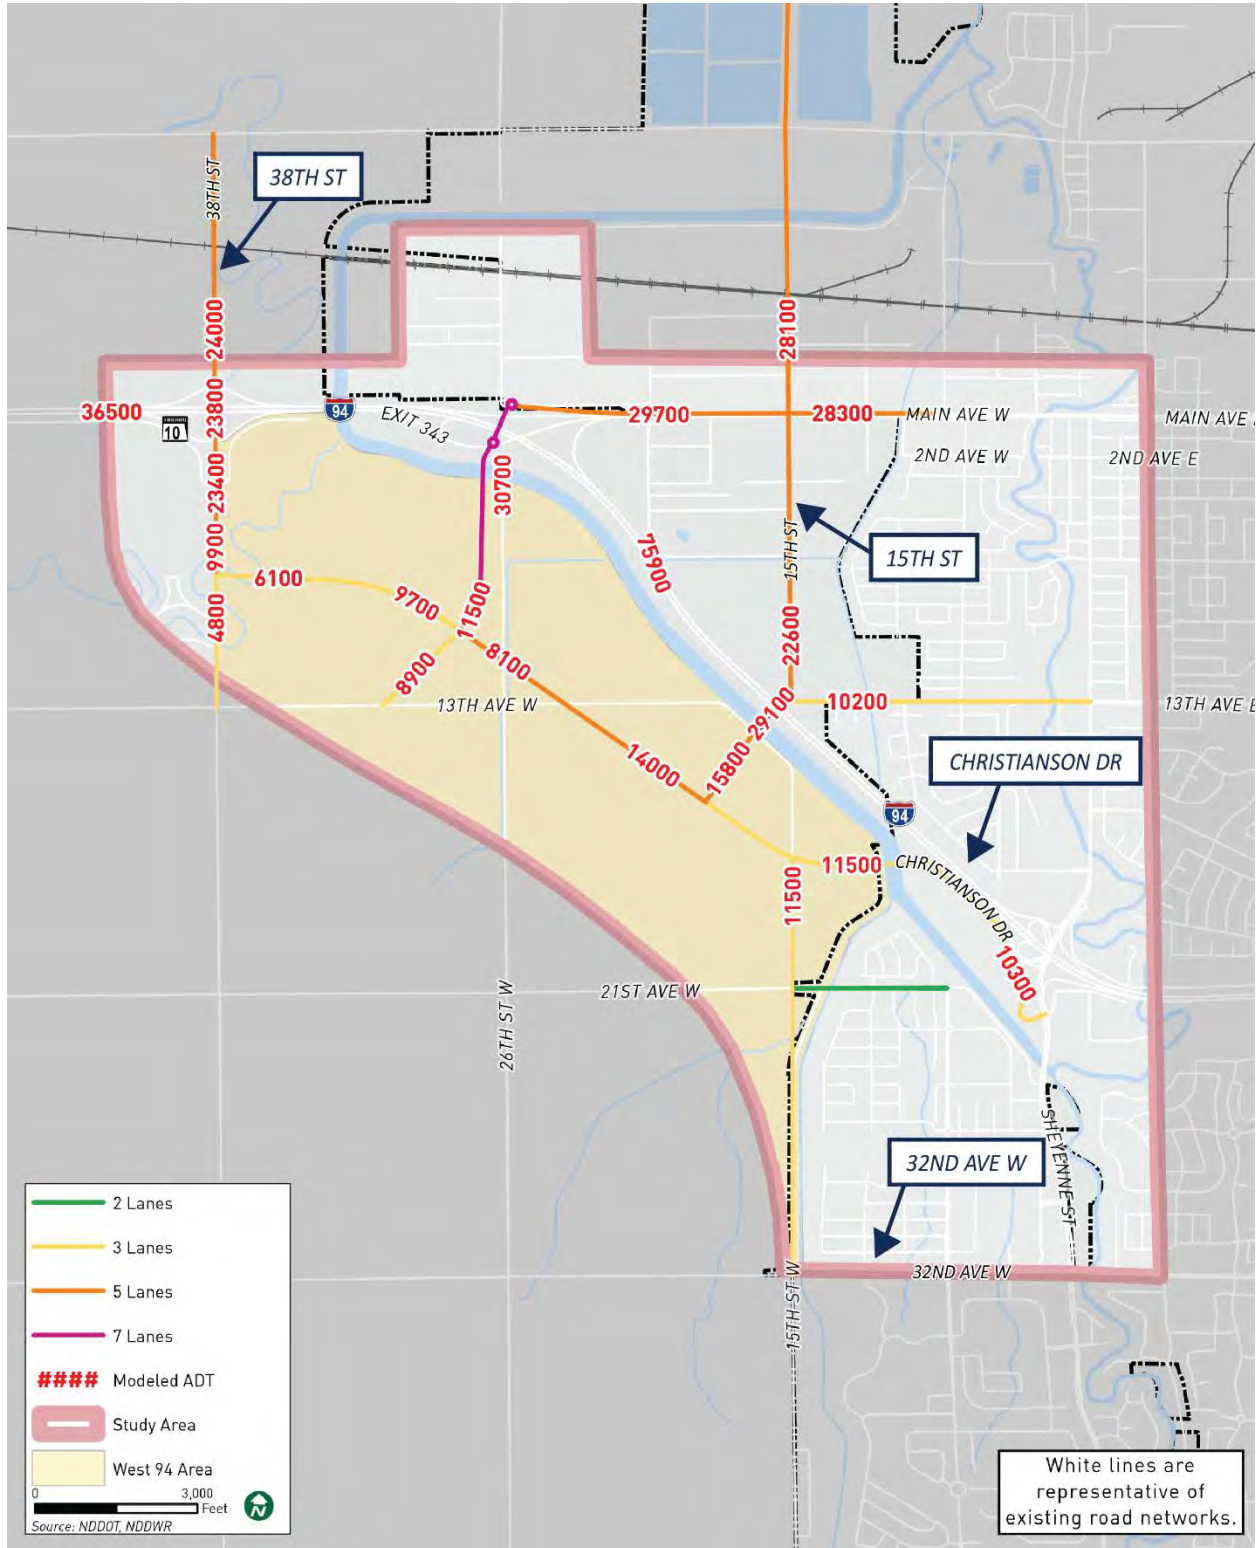 38TH ST
38TH ST
24000
28100
36500
10
23800
94
EXIT 343
29700
28300
MAIN AVE W
MAIN AVE
2ND AVE W
2ND AVE E
23400
30700
15TH ST
15TH ST
9900
75900
6100
9700
11500
4800
8900
8100
22600
13TH AVE W
29100
10200
13TH AVE E
14000
15800
CHRISTIANSON DR
94
11500
CHRISTIANSON DR
11500
10300
21ST AVE W
26TH ST W
SHEYENNE ST
32ND AVE W
32ND AVE W
15TH ST W
2 Lanes
3 Lanes
5 Lanes
7 Lanes
#### Modeled ADT
Study Area
West 94 Area
0 3,000
Feet
N
Source: NDDOT, NDDWR
White lines are
representative of
existing road networks.